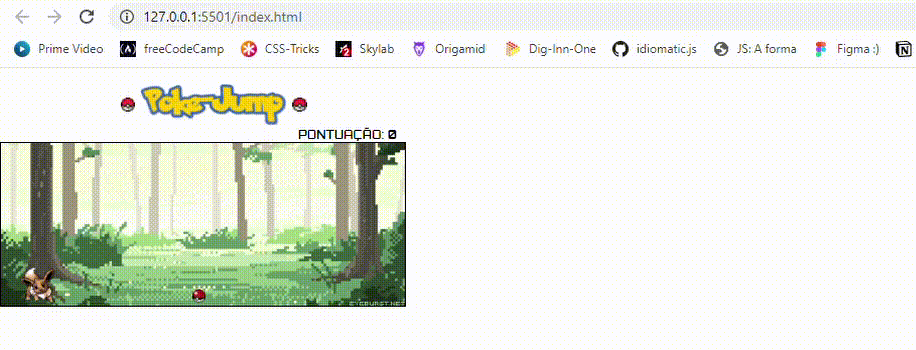 127.0.0.1:5501/index.html
Prime Video freeCodeCamp CSS-Tricks Skylab Origamid Dig-Inn-One idiomatic.js JS: A forma Figma :)
Poke-Jump
PONTUAÇÃO: 0